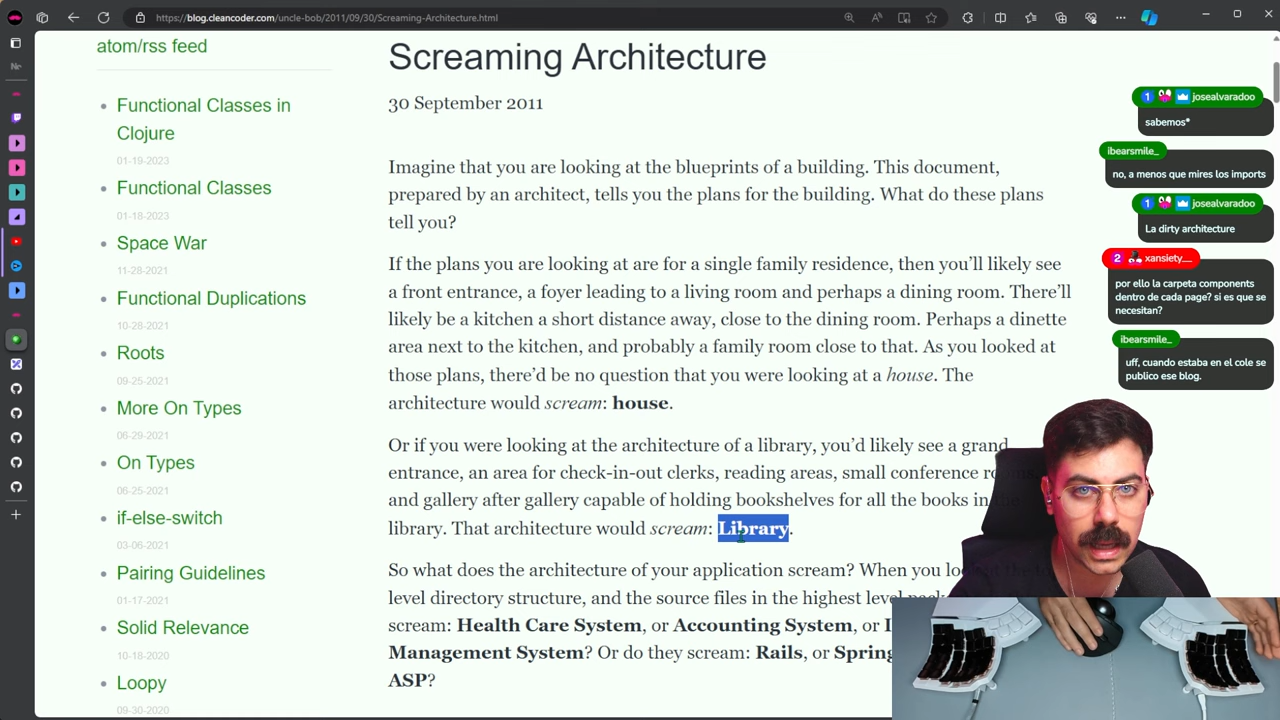 https://blog.cleancoder.com/uncle-bob/2011/09/30/Screaming-Architecture.html
atom/rss feed
Functional Classes in
Clojure
01-19-2023
Functional Classes
01-18-2023
Space War
11-28-2021
Functional Duplications
10-28-2021
Roots
09-25-2021
More On Types
06-29-2021
On Types
06-25-2021
if-else-switch
03-06-2021
Pairing Guidelines
01-17-2021
Solid Relevance
10-18-2020
Loopy
09-30-2020
Screaming Architecture
30 September 2011
Imagine that you are looking at the blueprints of a building. This document,
prepared by an architect, tells you the plans for the building. What do these plans
tell you?
If the plans you are looking at are for a single family residence, then you’ll likely see
a front entrance, a foyer leading to a living room and perhaps a dining room. There’ll
likely be a kitchen a short distance away, close to the dining room. Perhaps a dinette
area next to the kitchen, and probably a family room close to that. As you looked at
those plans, there’d be no question that you were looking at a house. The
architecture would scream: house.
Or if you were looking at the architecture of a library, you’d likely see a grand
entrance, an area for check-in-out clerks, reading areas, small conference rooms,
and gallery after gallery capable of holding bookshelves for all the books in the
library. That architecture would scream: Library.
So what does the architecture of your application scream? When you
level directory structure, and the source files in the highest level
scream: Health Care System, or Accounting System, or
Management System? Or do they scream: Rails, or Spring
ASP?
1 josealvaradoo
sabemos*
ibearsmile_
no, a menos que mires los imports
1 josealvaradoo
La dirty architecture
2 xansiety__
por ello la carpeta components
dentro de cada page? si es que se
necesitan?
ibearsmile_
uff, cuando estaba en el cole se
publico ese blog.